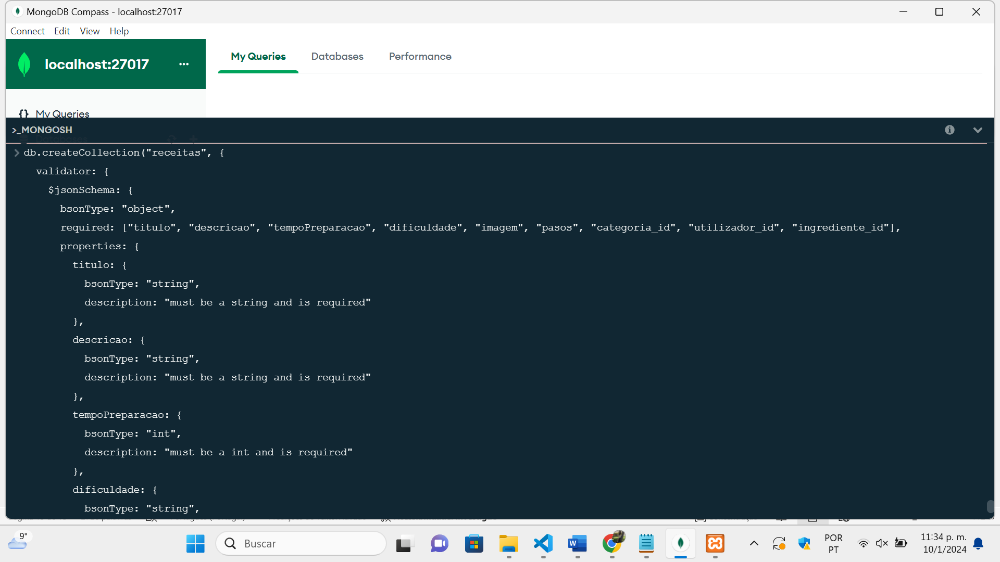 MongoDB Compass - localhost:27017
Connect Edit View Help
localhost:27017 ...
My Queries Databases Performance
{} My Queries
>_MONGOSH
db.createCollection("receitas", {
validator: {
$jsonSchema: {
bsonType: "object",
required: ["titulo", "descricao", "tempoPreparacao", "dificuldade", "imagem", "pasos", "categoria_id", "utilizador_id", "ingrediente_id"],
properties: {
titulo: {
bsonType: "string",
description: "must be a string and is required"
},
descricao: {
bsonType: "string",
description: "must be a string and is required"
},
tempoPreparacao: {
bsonType: "int",
description: "must be a int and is required"
},
dificuldade: {
bsonType: "string",
9°
Buscar
POR
PT
11:34 p. m.
10/1/2024